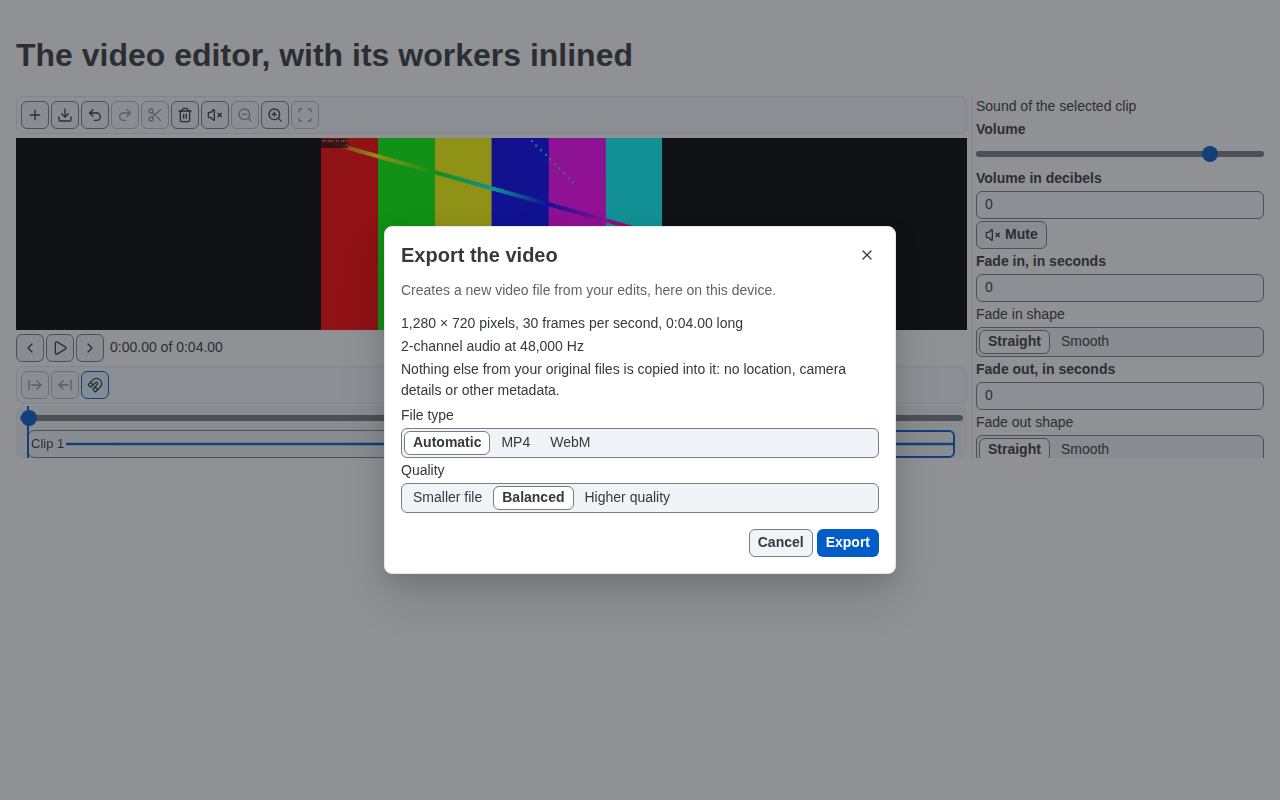 The video editor, with its workers inlined
Sound of the selected clip
Volume
Volume in decibels
0
Mute
Fade in, in seconds
0
Fade in shape
Straight Smooth
Fade out, in seconds
0
Fade out shape
Straight Smooth
0:00.00 of 0:04.00
Clip 1
Export the video
Creates a new video file from your edits, here on this device.
1,280 × 720 pixels, 30 frames per second, 0:04.00 long
2-channel audio at 48,000 Hz
Nothing else from your original files is copied into it: no location, camera
details or other metadata.
File type
Automatic MP4 WebM
Quality
Smaller file Balanced Higher quality
Cancel Export